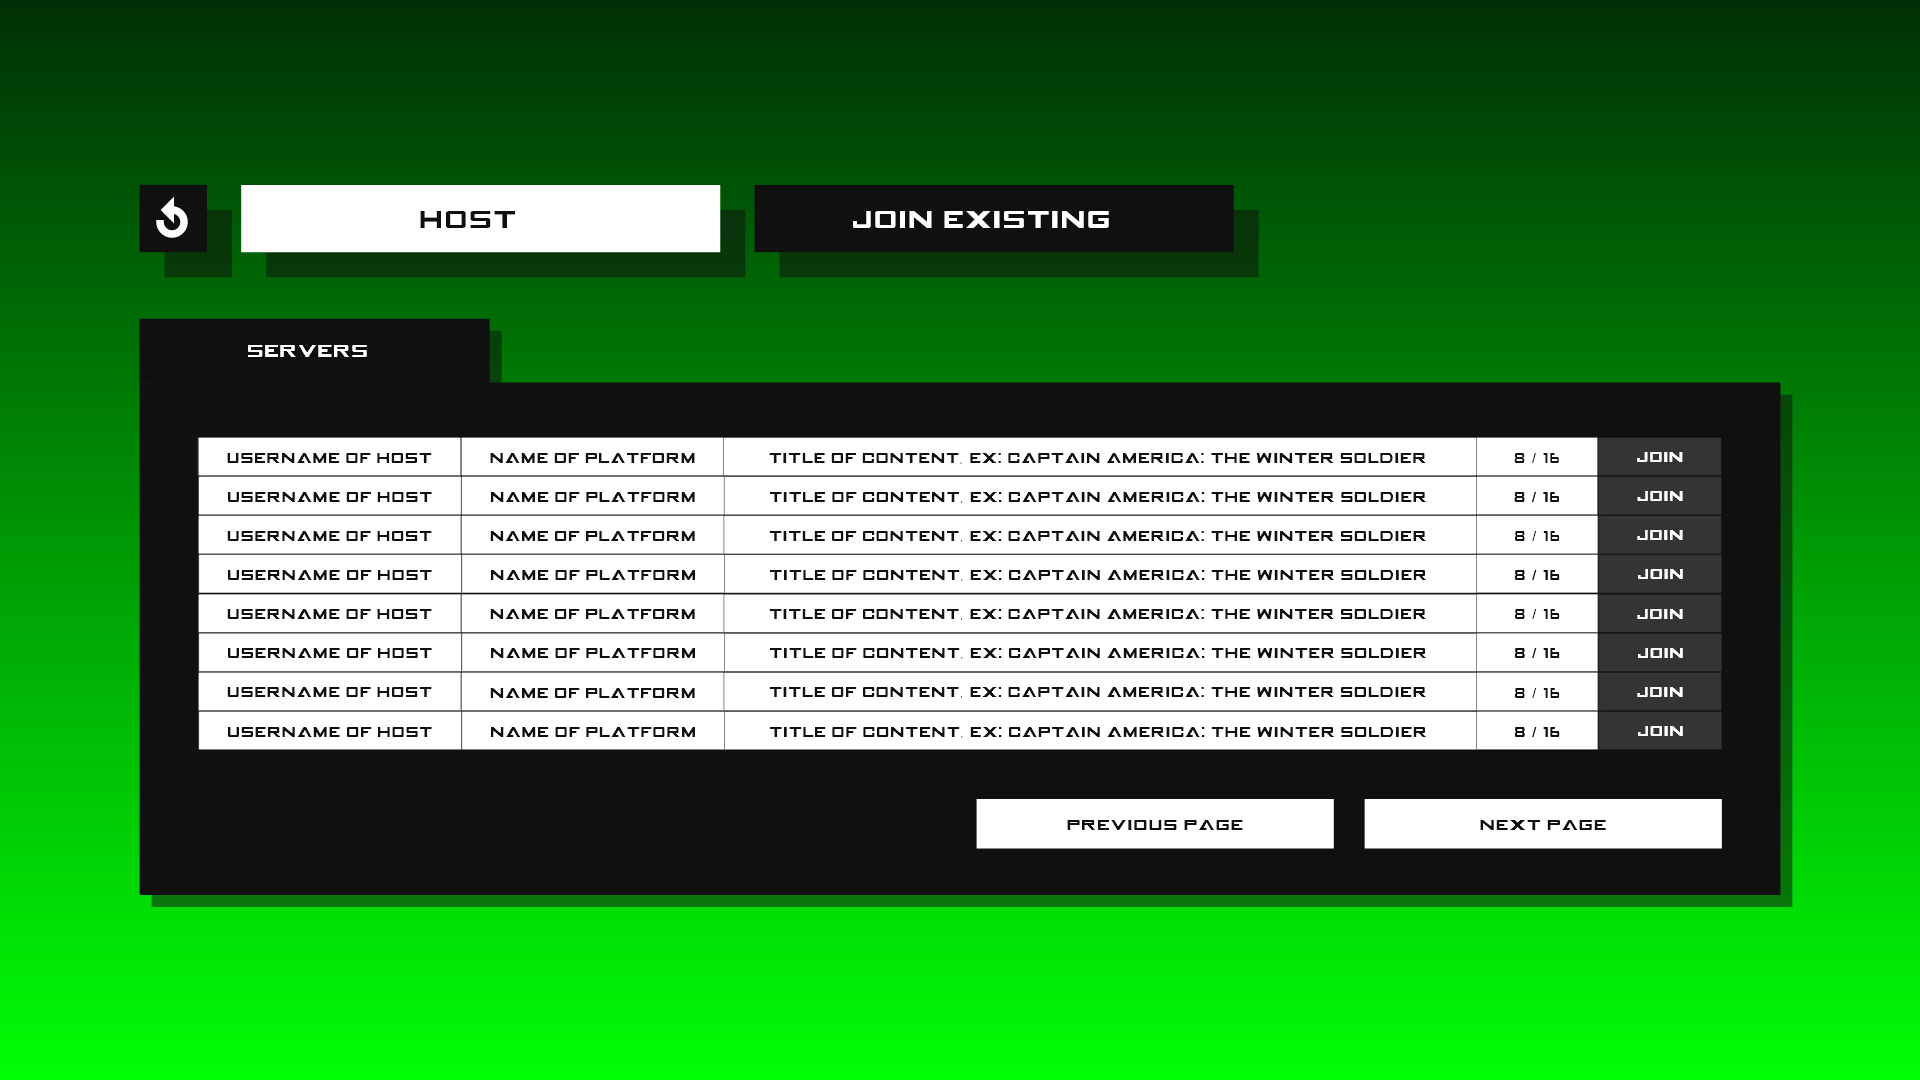 HOST
JOIN EXISTING
SERVERS
USERNAME OF HOST NAME OF PLATFORM TITLE OF CONTENT, EX: CAPTAIN AMERICA: THE WINTER SOLDIER 8 / 16 JOIN
USERNAME OF HOST NAME OF PLATFORM TITLE OF CONTENT, EX: CAPTAIN AMERICA: THE WINTER SOLDIER 8 / 16 JOIN
USERNAME OF HOST NAME OF PLATFORM TITLE OF CONTENT, EX: CAPTAIN AMERICA: THE WINTER SOLDIER 8 / 16 JOIN
USERNAME OF HOST NAME OF PLATFORM TITLE OF CONTENT, EX: CAPTAIN AMERICA: THE WINTER SOLDIER 8 / 16 JOIN
USERNAME OF HOST NAME OF PLATFORM TITLE OF CONTENT, EX: CAPTAIN AMERICA: THE WINTER SOLDIER 8 / 16 JOIN
USERNAME OF HOST NAME OF PLATFORM TITLE OF CONTENT, EX: CAPTAIN AMERICA: THE WINTER SOLDIER 8 / 16 JOIN
USERNAME OF HOST NAME OF PLATFORM TITLE OF CONTENT, EX: CAPTAIN AMERICA: THE WINTER SOLDIER 8 / 16 JOIN
USERNAME OF HOST NAME OF PLATFORM TITLE OF CONTENT, EX: CAPTAIN AMERICA: THE WINTER SOLDIER 8 / 16 JOIN
PREVIOUS PAGE
NEXT PAGE